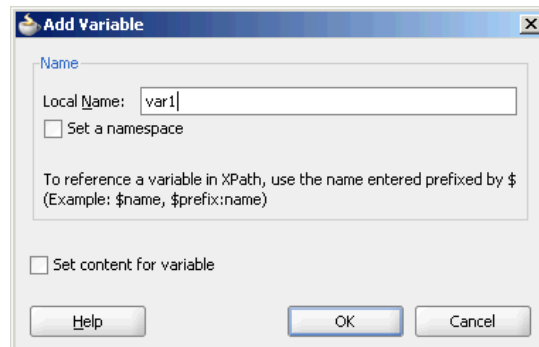 Add Variable
Name
Local Name: var1
Set a namespace
To reference a variable in XPath, use the name entered prefixed by $
(Example: $name, $prefix:name)
Set content for variable
Help OK Cancel